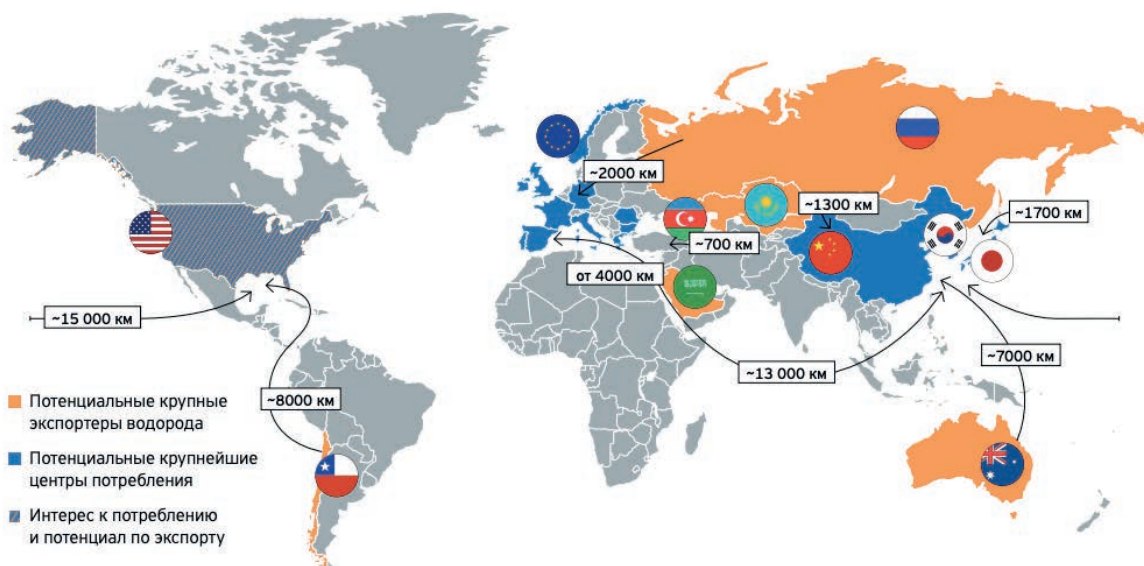 ~2000 км
~1300 км
~1700 км
~700 км
от 4000 км
~15 000 км
~13 000 км
~7000 км
~8000 км
Потенциальные крупные
экспортеры водорода
Потенциальные крупнейшие
центры потребления
Интерес к потреблению
и потенциал по экспорту